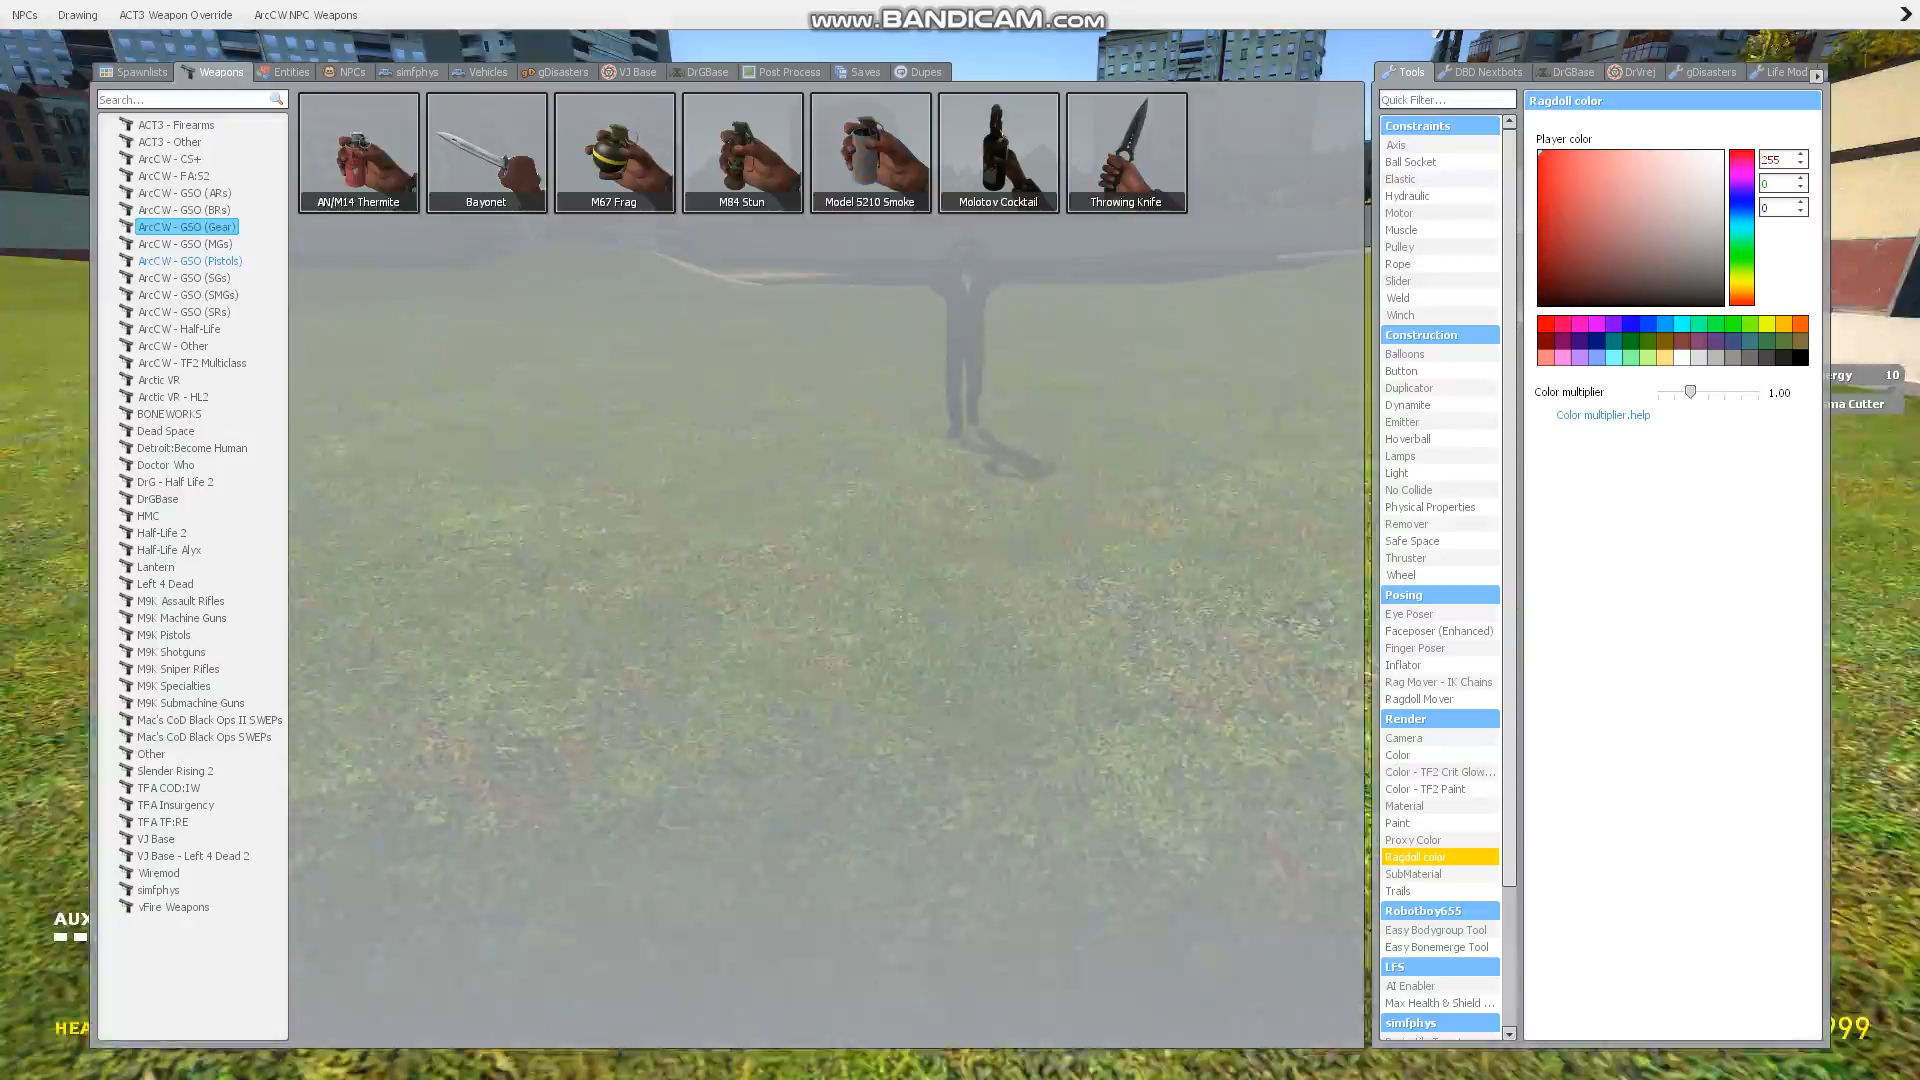 NPCs Drawing ACT3 Weapon Override ArcCW NPC Weapons
www.BANDICAM.com
Spawnlists Weapons Entities NPCs simfphys Vehicles gDisasters VJ Base DrGBase Post Process Saves Dupes
Tools DBD Nextbots DrGBase DrVrej gDisasters Life Mod
Search...
ACT3 - Firearms
ACT3 - Other
ArcCW - CS+
ArcCW - FA:S2
ArcCW - GSO (ARs)
ArcCW - GSO (BRs)
ArcCW - GSO (Gear)
ArcCW - GSO (MGs)
ArcCW - GSO (Pistols)
ArcCW - GSO (SGs)
ArcCW - GSO (SMGs)
ArcCW - GSO (SRs)
ArcCW - Half-Life
ArcCW - Other
ArcCW - TF2 Multiclass
Arctic VR
Arctic VR - HL2
BONEWORKS
Dead Space
Detroit:Become Human
Doctor Who
DrG - Half Life 2
DrGBase
HMC
Half-Life 2
Half-Life Alyx
Lantern
Left 4 Dead
M9K Assault Rifles
M9K Machine Guns
M9K Pistols
M9K Shotguns
M9K Sniper Rifles
M9K Specialties
M9K Submachine Guns
Mac's CoD Black Ops II SWEPs
Mac's CoD Black Ops SWEPs
Other
Slender Rising 2
TFA COD:IW
TFA Insurgency
TFA TF:RE
VJ Base
VJ Base - Left 4 Dead 2
Wiremod
simfphys
vFire Weapons
AN/M14 Thermite
Bayonet
M67 Frag
M84 Stun
Model 5210 Smoke
Molotov Cocktail
Throwing Knife
Quick Filter...
Constraints
Axis
Ball Socket
Elastic
Hydraulic
Motor
Muscle
Pulley
Rope
Slider
Weld
Winch
Construction
Balloons
Button
Duplicator
Dynamite
Emitter
Hoverball
Lamps
Light
No Collide
Physical Properties
Remover
Safe Space
Thruster
Wheel
Posing
Eye Poser
Faceposer (Enhanced)
Finger Poser
Inflator
Rag Mover - IK Chains
Ragdoll Mover
Render
Camera
Color
Color - TF2 Crit Glow...
Color - TF2 Paint
Material
Paint
Proxy Color
Ragdoll color
SubMaterial
Trails
Robotboy655
Easy Bodygroup Tool
Easy Bonemerge Tool
LFS
AI Enabler
Max Health & Shield ...
simfphys
Ragdoll color
Player color
255
0
0
Color multiplier 1.00
Color multiplier.help
ergy 10
sma Cutter
AUX
HEA
999